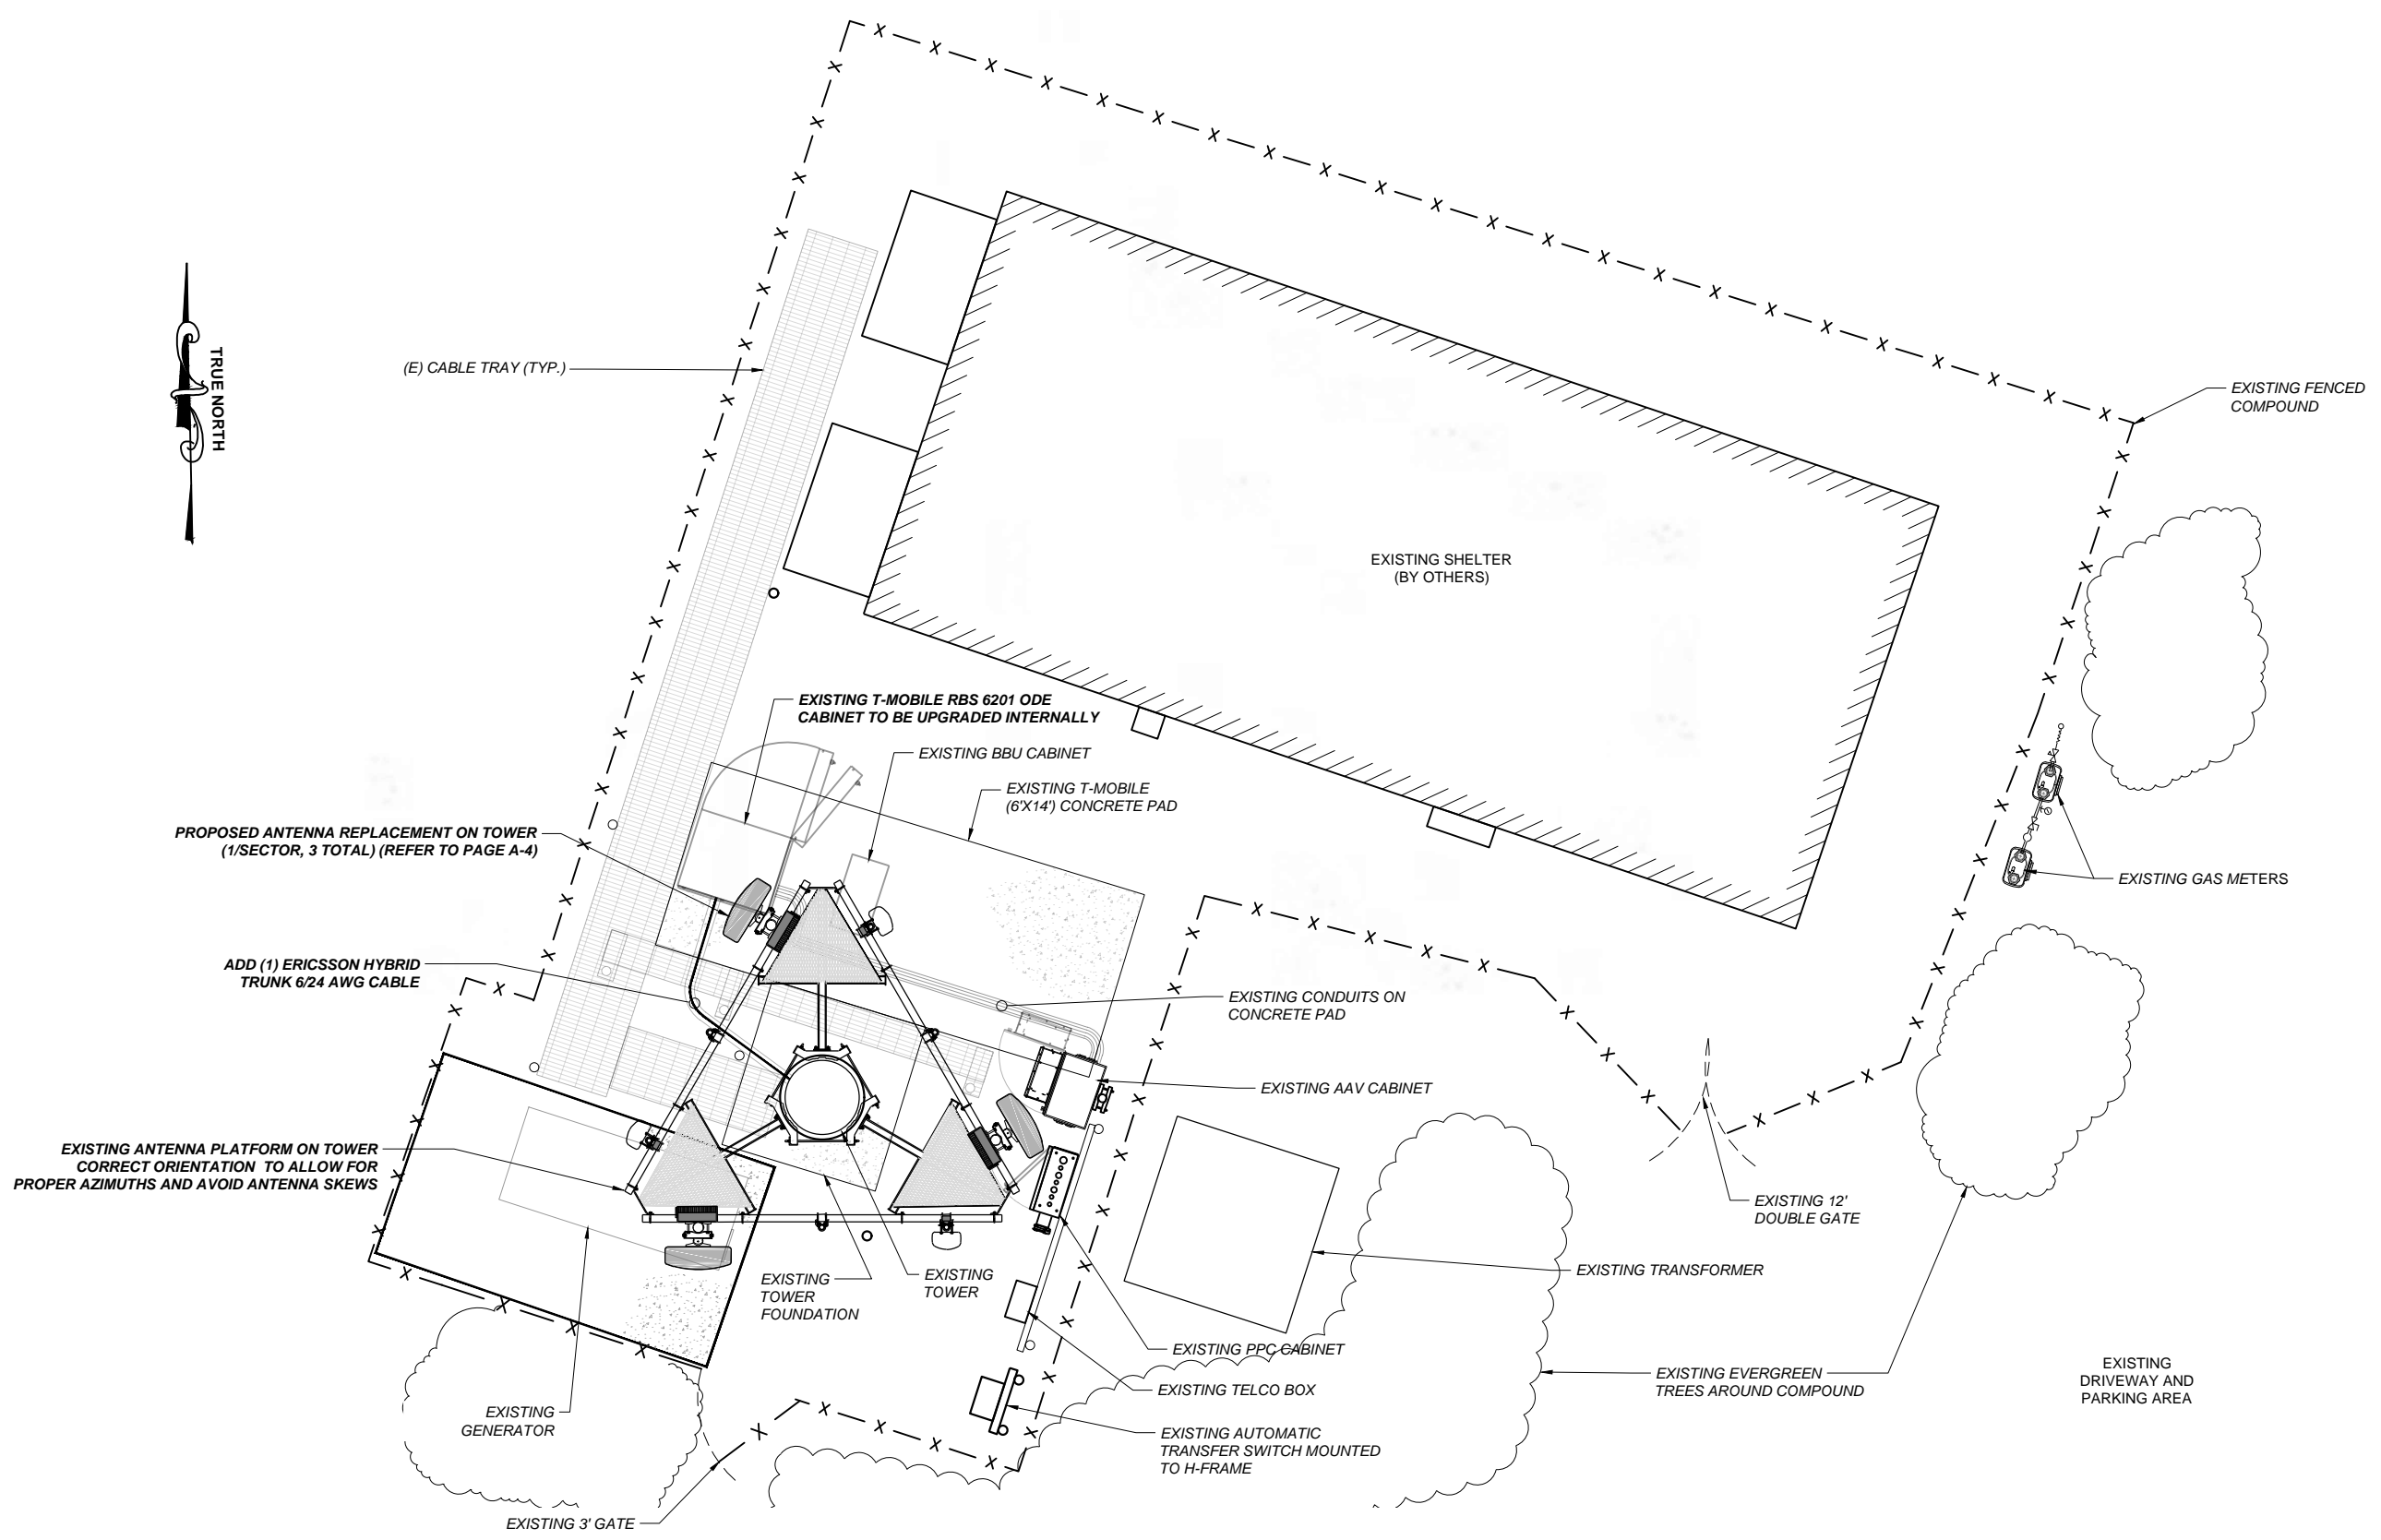 TRUE NORTH
(E) CABLE TRAY (TYP.)
EXISTING FENCED
COMPOUND
EXISTING SHELTER
(BY OTHERS)
EXISTING T-MOBILE RBS 6201 ODE
CABINET TO BE UPGRADED INTERNALLY
EXISTING BBU CABINET
EXISTING T-MOBILE
(6'X14') CONCRETE PAD
PROPOSED ANTENNA REPLACEMENT ON TOWER
(1/SECTOR, 3 TOTAL) (REFER TO PAGE A-4)
EXISTING GAS METERS
ADD (1) ERICSSON HYBRID
TRUNK 6/24 AWG CABLE
EXISTING CONDUITS ON
CONCRETE PAD
EXISTING AAV CABINET
EXISTING ANTENNA PLATFORM ON TOWER
CORRECT ORIENTATION TO ALLOW FOR
PROPER AZIMUTHS AND AVOID ANTENNA SKEWS
EXISTING 12'
DOUBLE GATE
EXISTING
TOWER
FOUNDATION
EXISTING
TOWER
EXISTING TRANSFORMER
EXISTING PPC CABINET
EXISTING TELCO BOX
EXISTING EVERGREEN
TREES AROUND COMPOUND
EXISTING
DRIVEWAY AND
PARKING AREA
EXISTING
GENERATOR
EXISTING AUTOMATIC
TRANSFER SWITCH MOUNTED
TO H-FRAME
EXISTING 3' GATE